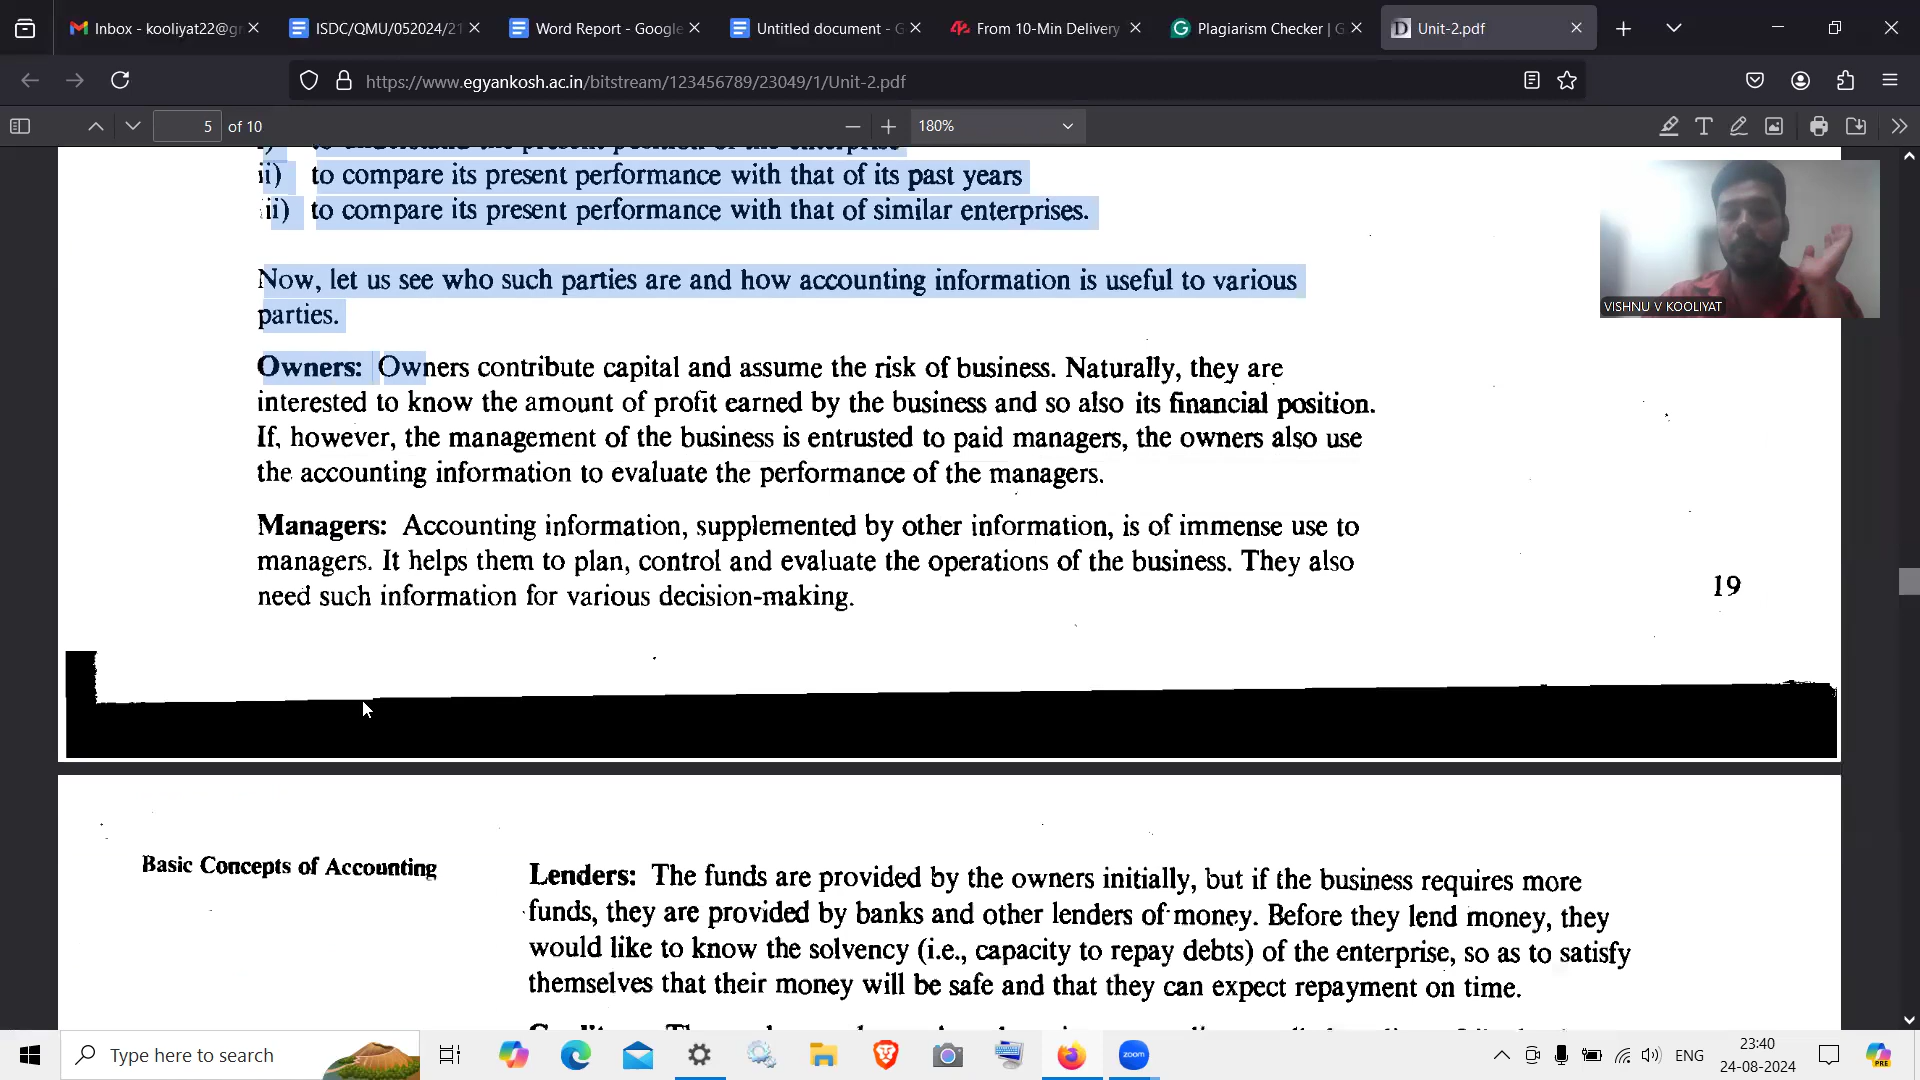 Inbox - kooliyat22@g
ISDC/QMU/052024/21
Word Report - Google
Untitled document - G
From 10-Min Delivery
Plagiarism Checker | G
Unit-2.pdf
https://www.egyankosh.ac.in/bitstream/123456789/23049/1/Unit-2.pdf
5 of 10
180%
ii) to compare its present performance with that of its past years
iii) to compare its present performance with that of similar enterprises.
Now, let us see who such parties are and how accounting information is useful to various
parties.
VISHNU V KOOLIYAT
Owners: Owners contribute capital and assume the risk of business. Naturally, they are
interested to know the amount of profit earned by the business and so also its financial position.
If, however, the management of the business is entrusted to paid managers, the owners also use
the accounting information to evaluate the performance of the managers.
Managers: Accounting information, supplemented by other information, is of immense use to
managers. It helps them to plan, control and evaluate the operations of the business. They also
need such information for various decision-making.
19
Basic Concepts of Accounting
Lenders: The funds are provided by the owners initially, but if the business requires more
funds, they are provided by banks and other lenders of money. Before they lend money, they
would like to know the solvency (i.e., capacity to repay debts) of the enterprise, so as to satisfy
themselves that their money will be safe and that they can expect repayment on time.
Type here to search
zoom
ENG
23:40
24-08-2024
PRE